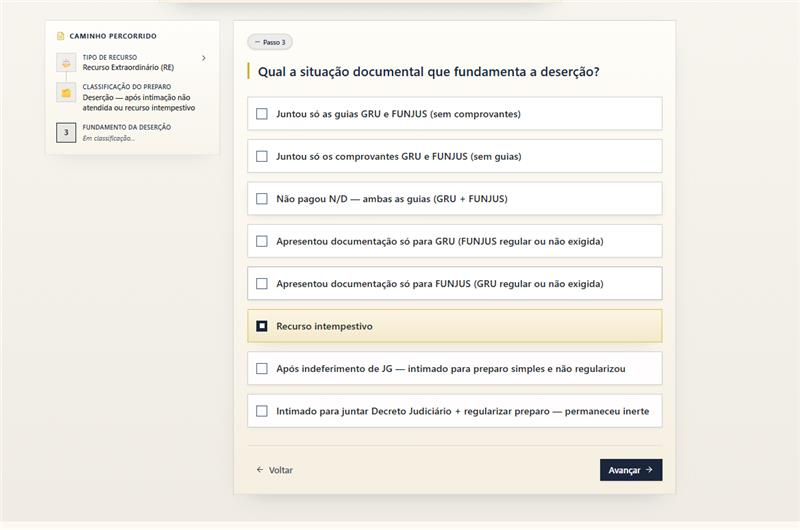 CAMINHO PERCORRIDO
TIPO DE RECURSO
Recurso Extraordinário (RE)
CLASSIFICAÇÃO DO PREPARO
Deserção — após intimação não
atendida ou recurso intempestivo
3
FUNDAMENTO DA DESERÇÃO
Em classificação...
— Passo 3
Qual a situação documental que fundamenta a deserção?
Juntou só as guias GRU e FUNJUS (sem comprovantes)
Juntou só os comprovantes GRU e FUNJUS (sem guias)
Não pagou N/D — ambas as guias (GRU + FUNJUS)
Apresentou documentação só para GRU (FUNJUS regular ou não exigida)
Apresentou documentação só para FUNJUS (GRU regular ou não exigida)
Recurso intempestivo
Após indeferimento de JG — intimado para preparo simples e não regularizou
Intimado para juntar Decreto Judiciário + regularizar preparo — permaneceu inerte
← Voltar
Avançar →